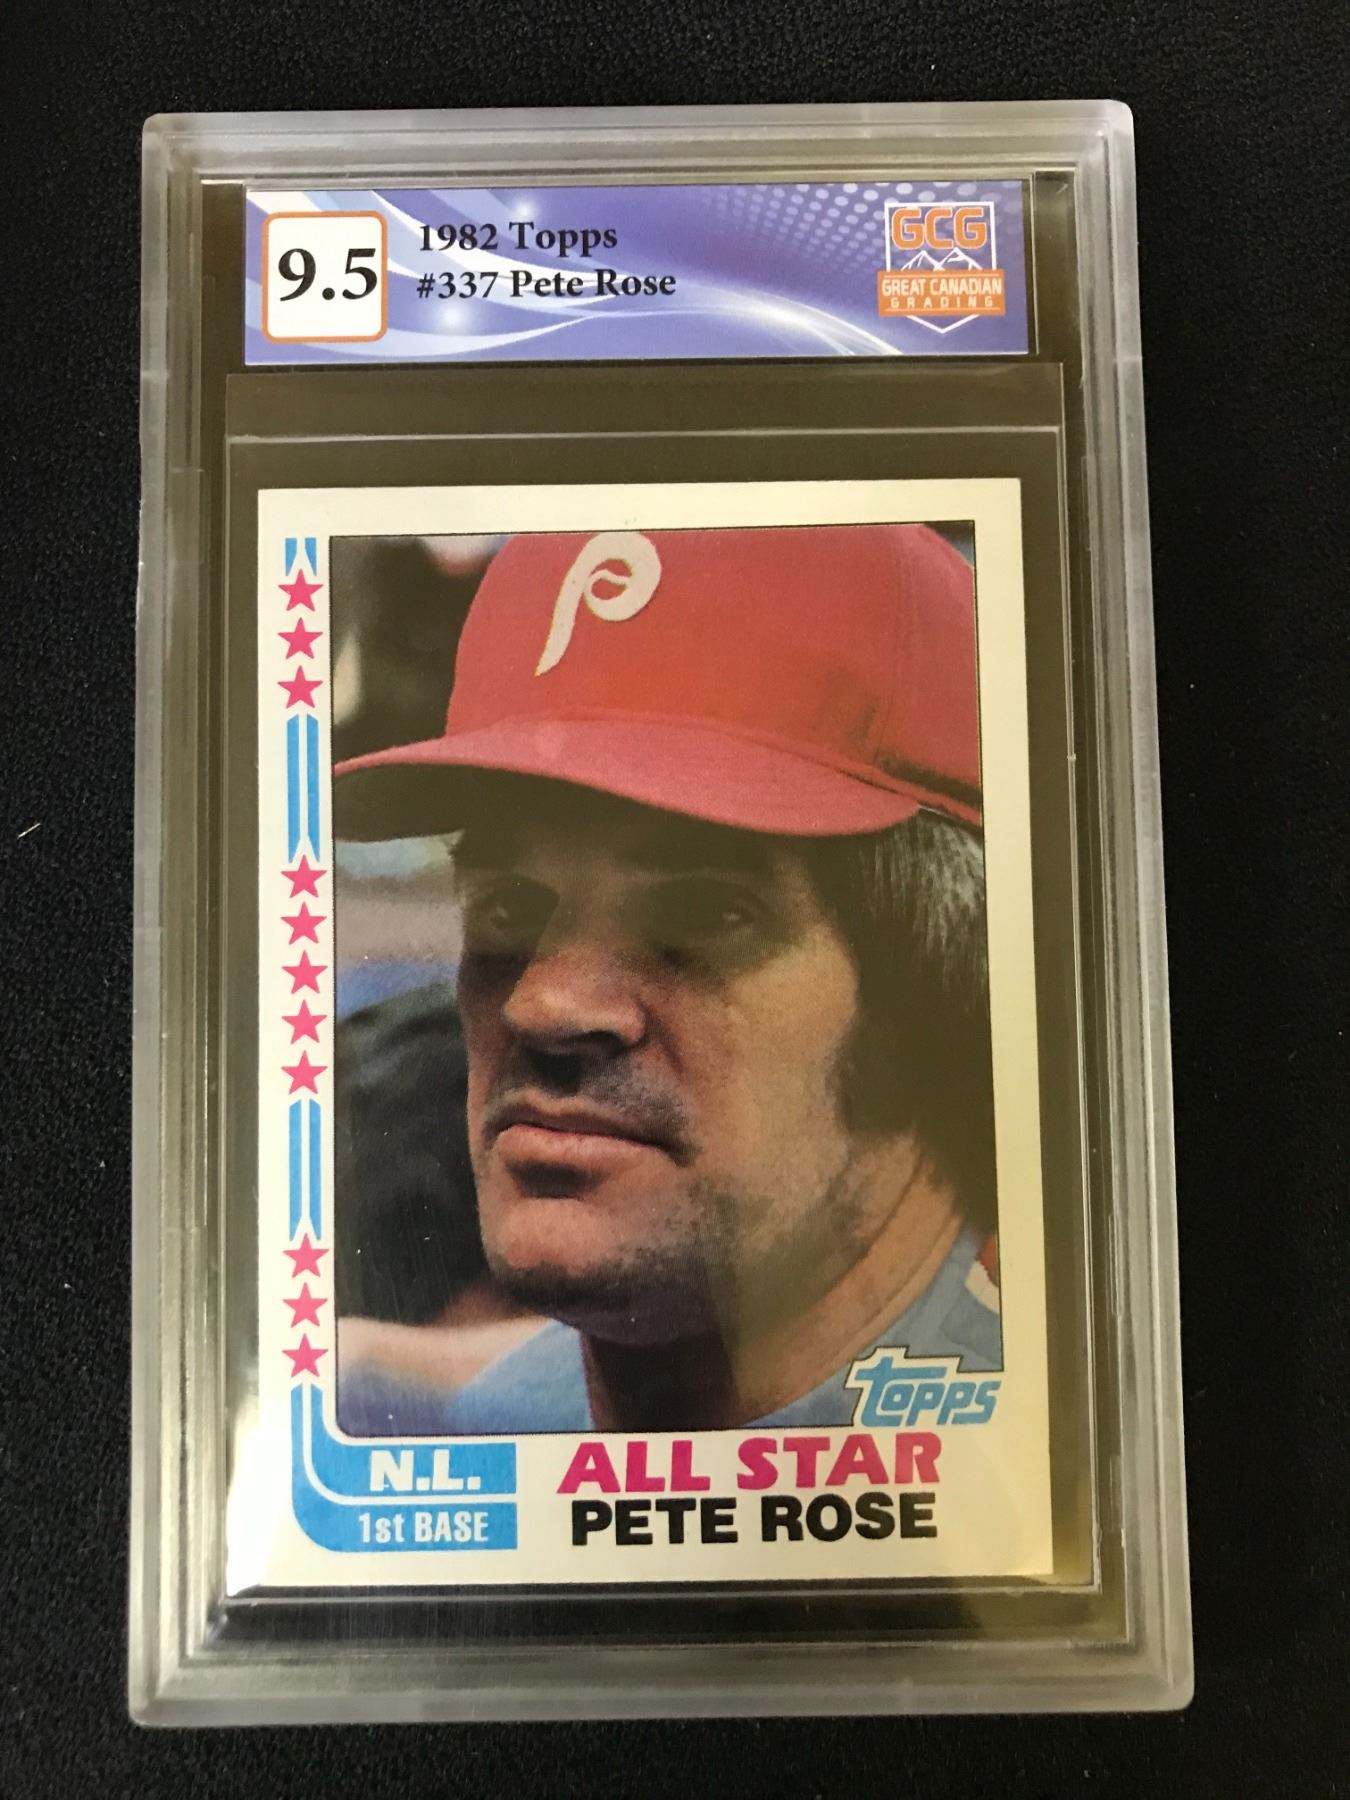 9.5
1982 Topps
#337 Pete Rose
GCG
GREAT CANADIAN
GRADING
P
topps
N.L.
1st BASE
ALL STAR
PETE ROSE